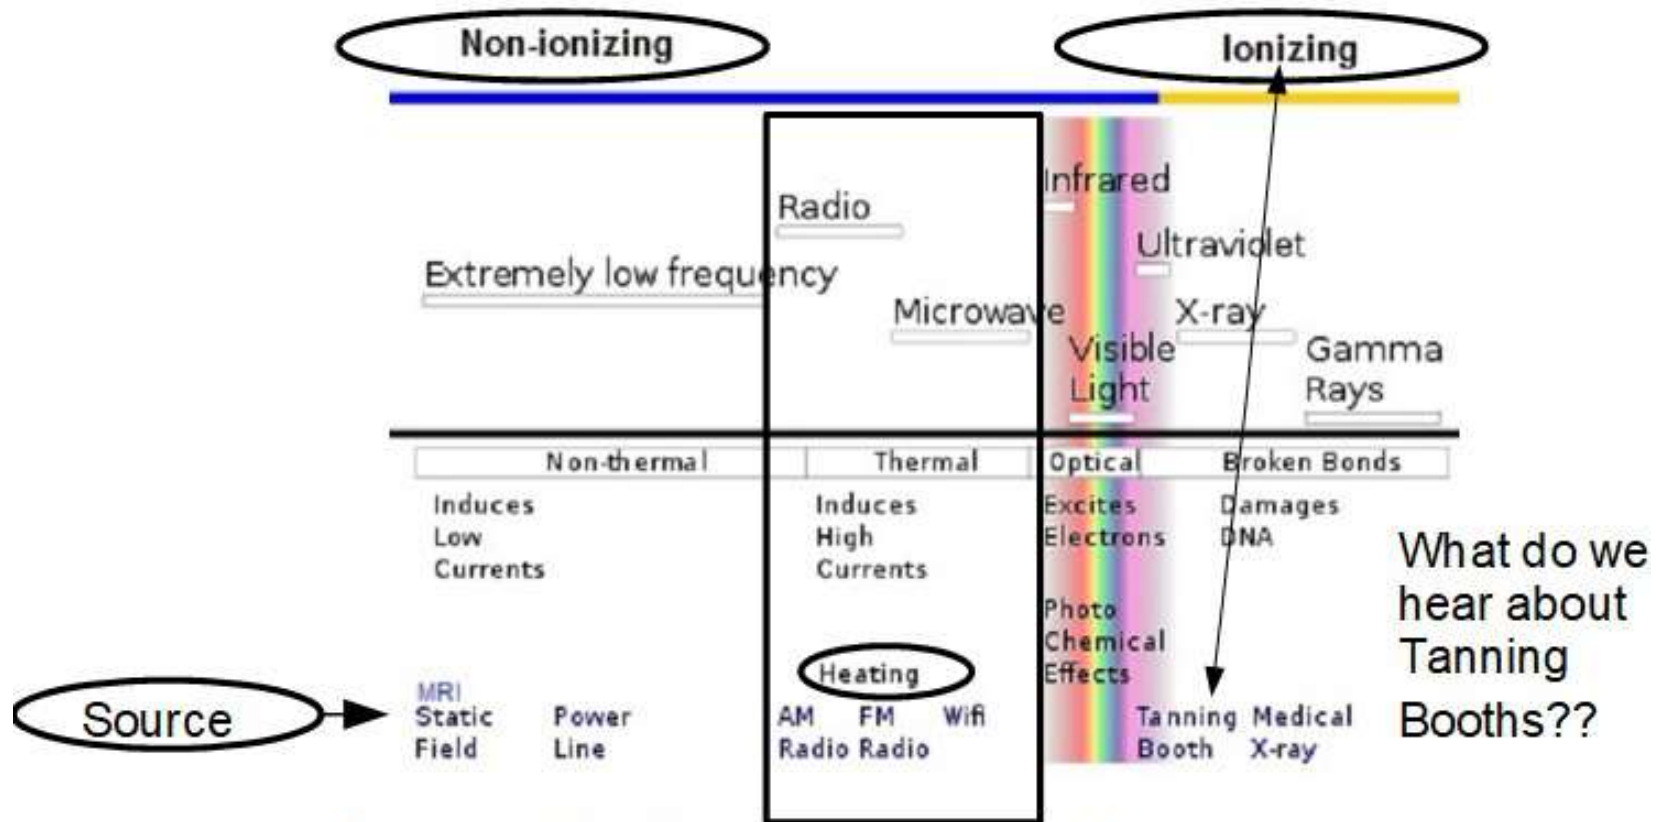 Non-ionizing
Ionizing
Infrared
Radio
Ultraviolet
Extremely low frequency
Microwave
X-ray
Visible
Light
Gamma
Rays
Non-thermal
Thermal
Optical
Broken Bonds
Induces
Low
Currents
Induces
High
Currents
Excites
Electrons
Damages
DNA
Photo
Chemical
Effects
Heating
What do we
hear about
Tanning
Booths??
Source
MRI
Static
Field
Power
Line
AM
Radio
FM
Radio
Wifi
Tanning
Booth
Medical
X-ray